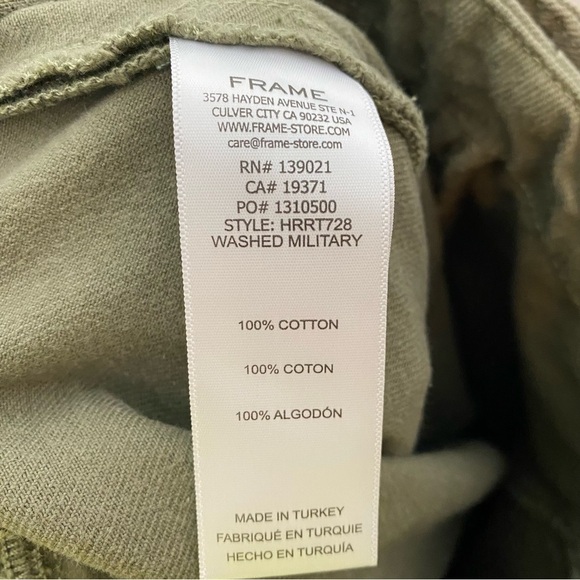 FRAME
3578 HAYDEN AVENUE STE N-1
CULVER CITY CA 90232 USA
WWW.FRAME-STORE.COM
care@frame-store.com
RN# 139021
CA# 19371
PO# 1310500
STYLE: HRRT728
WASHED MILITARY
100% COTTON
100% COTON
100% ALGODÓN
MADE IN TURKEY
FABRIQUÉ EN TURQUIE
HECHO EN TURQUÍA